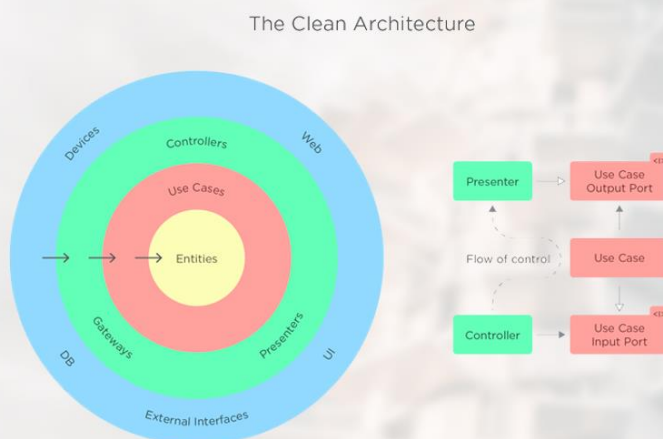 The Clean Architecture
Devices
Web
Controllers
Use Cases
Entities
Gateways
Presenters
DB
UI
External Interfaces
Presenter
Use Case
Output Port
Flow of control
Use Case
Controller
Use Case
Input Port